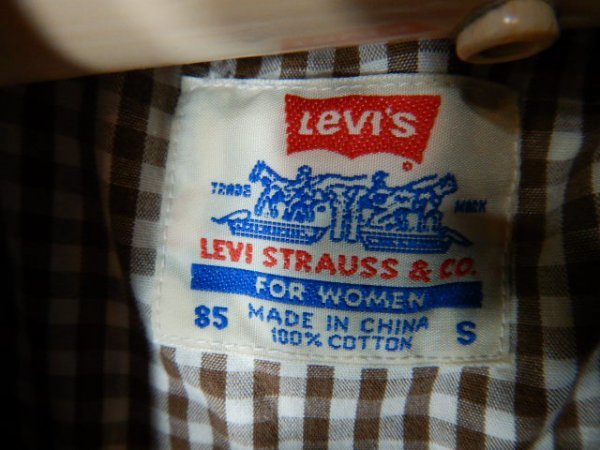 LEVI'S
®
TRADE MARK
LEVI STRAUSS & CO.
FOR WOMEN
85 MADE IN CHINA S
100% COTTON